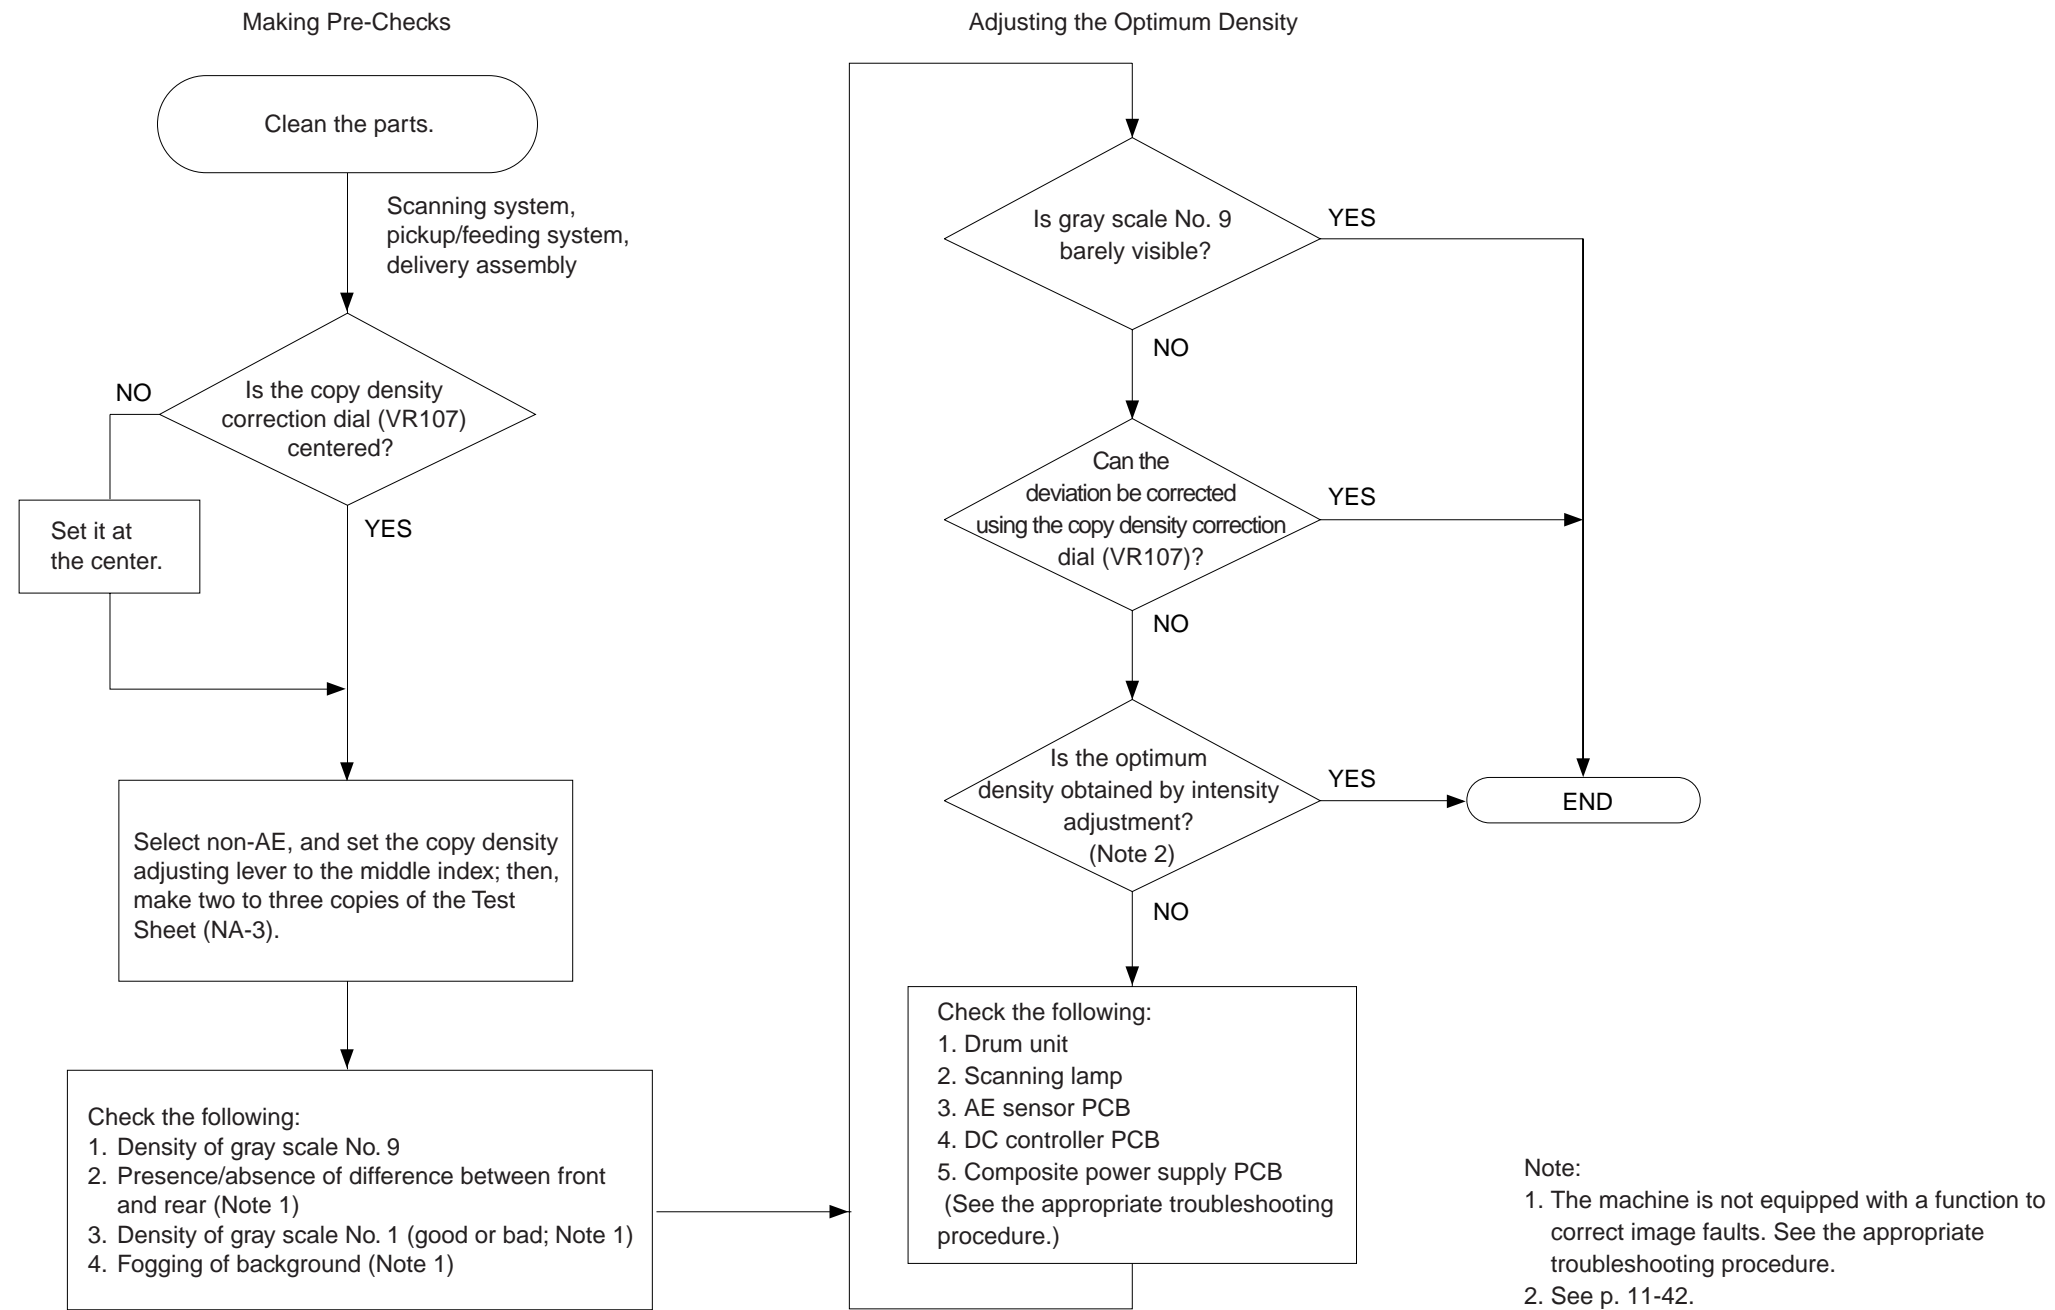 Making Pre-Checks
Clean the parts.
Scanning system,
pickup/feeding system,
delivery assembly
Is the copy density
correction dial (VR107)
centered?
NO
Set it at
the center.
YES
Select non-AE, and set the copy density
adjusting lever to the middle index; then,
make two to three copies of the Test
Sheet (NA-3).
Check the following:
1. Density of gray scale No. 9
2. Presence/absence of difference between front
and rear (Note 1)
3. Density of gray scale No. 1 (good or bad; Note 1)
4. Fogging of background (Note 1)
Adjusting the Optimum Density
Is gray scale No. 9
barely visible?
YES
NO
Can the
deviation be corrected
using the copy density correction
dial (VR107)?
YES
NO
Is the optimum
density obtained by intensity
adjustment?
(Note 2)
YES
END
NO
Check the following:
1. Drum unit
2. Scanning lamp
3. AE sensor PCB
4. DC controller PCB
5. Composite power supply PCB
(See the appropriate troubleshooting
procedure.)
Note:
1. The machine is not equipped with a function to
correct image faults. See the appropriate
troubleshooting procedure.
2. See p. 11-42.